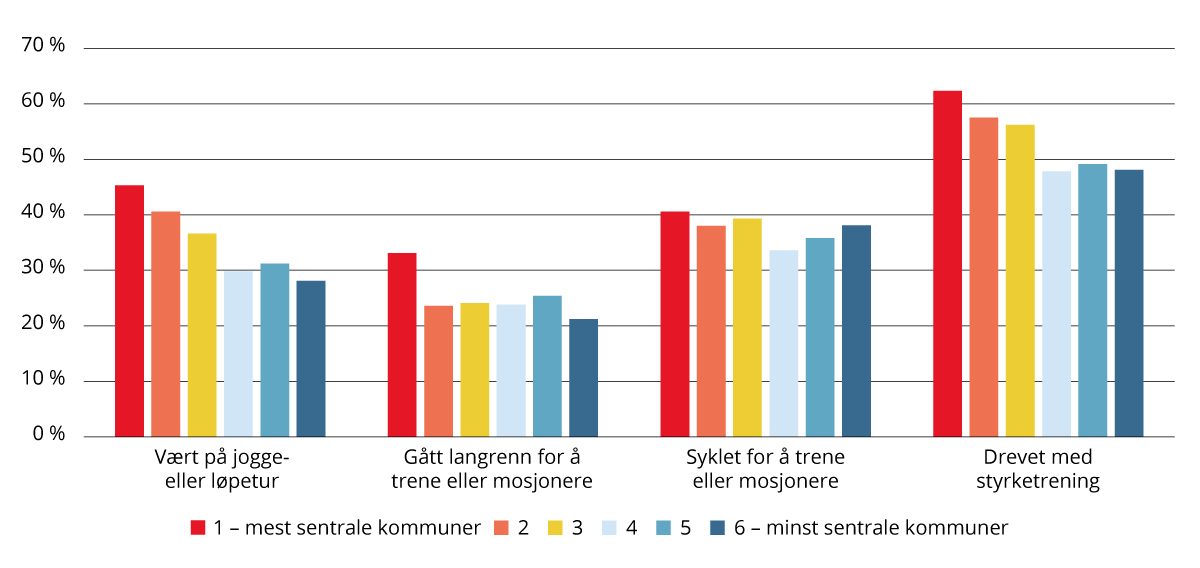 70 %
60 %
50 %
40 %
30 %
20 %
10 %
0 %
Vært på jogge-
eller løpetur
Gått langrenn for å
trene eller mosjonere
Syklet for å trene
eller mosjonere
Drevet med
styrketrening
1 – mest sentrale kommuner 2 3 4 5 6 – minst sentrale kommuner